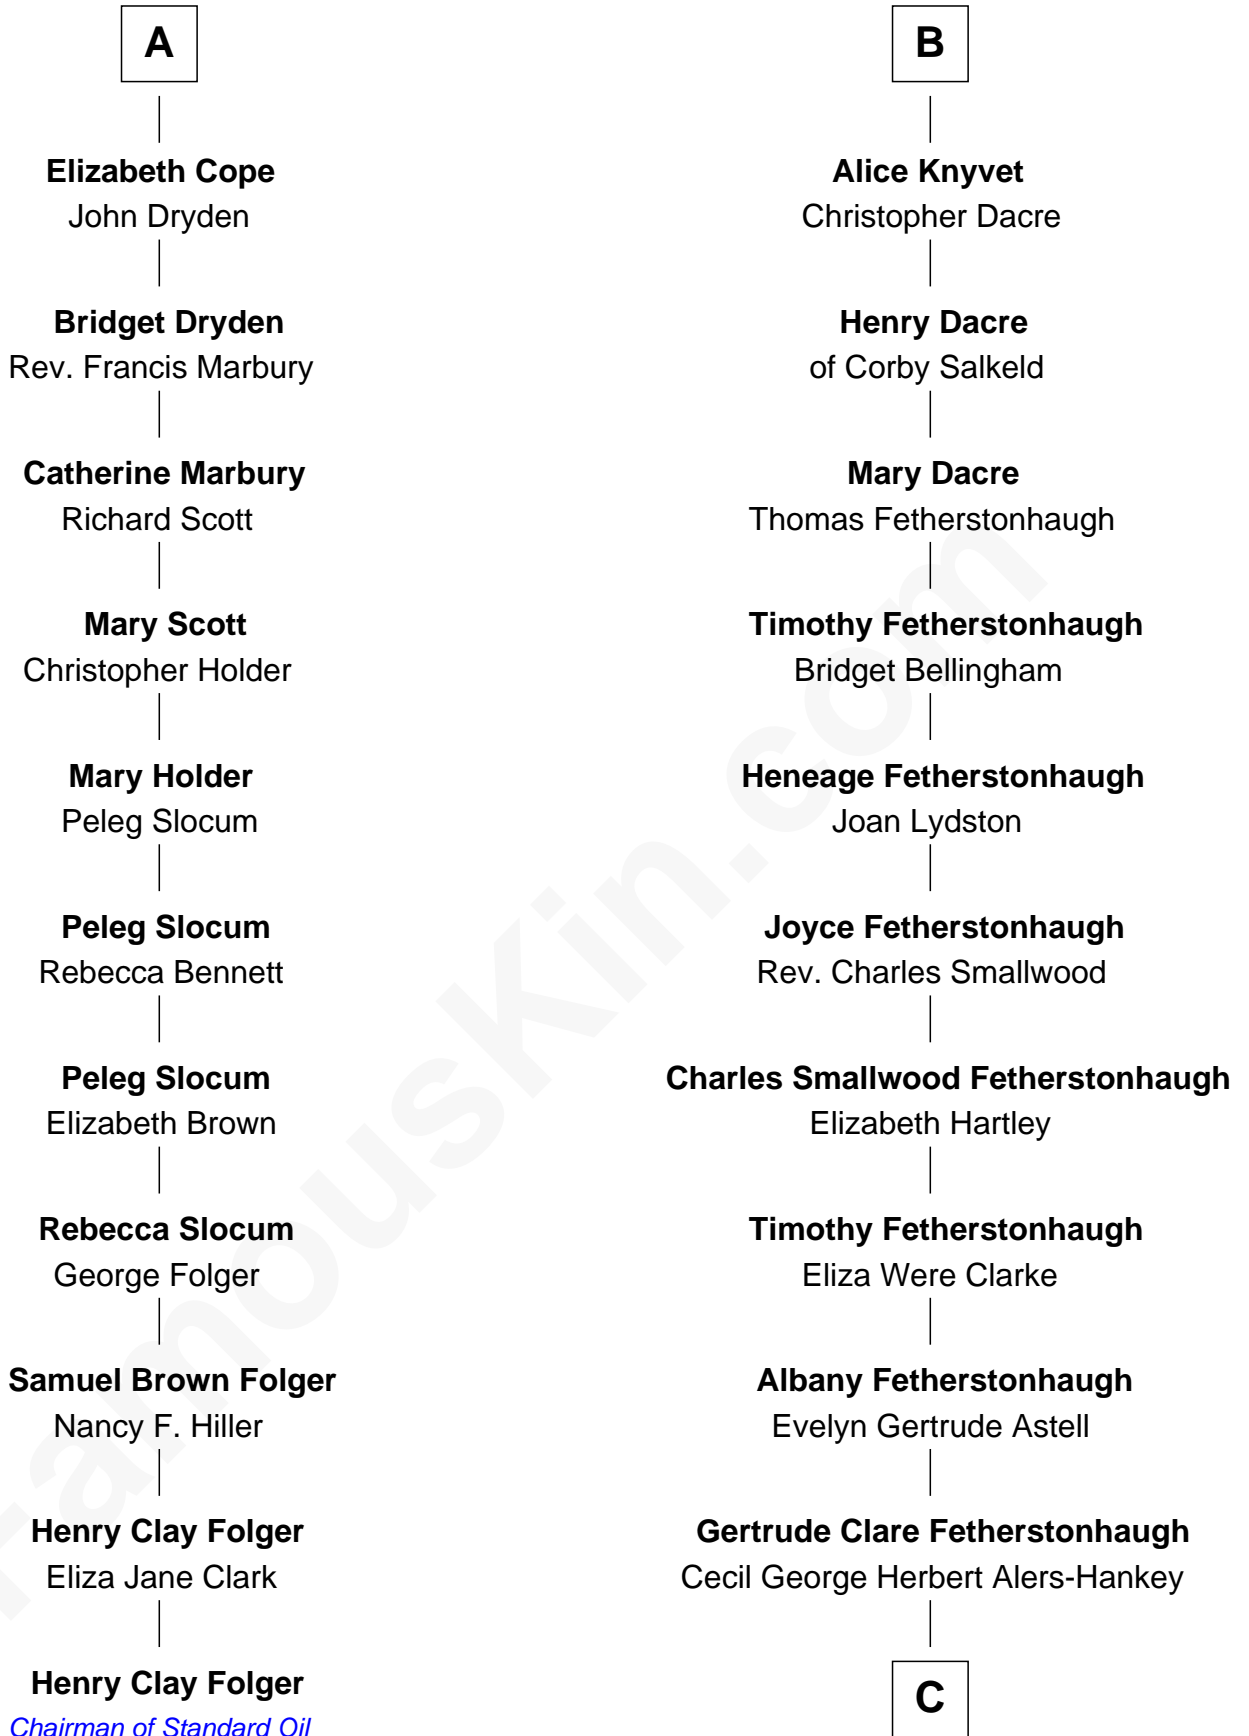 A
Elizabeth Cope
John Dryden
Bridget Dryden
Rev. Francis Marbury
Catherine Marbury
Richard Scott
Mary Scott
Christopher Holder
Mary Holder
Peleg Slocum
Peleg Slocum
Rebecca Bennett
Peleg Slocum
Elizabeth Brown
Rebecca Slocum
George Folger
Samuel Brown Folger
Nancy F. Hiller
Henry Clay Folger
Eliza Jane Clark
Henry Clay Folger
Chairman of Standard Oil
B
Alice Knyvet
Christopher Dacre
Henry Dacre
of Corby Salkeld
Mary Dacre
Thomas Fetherstonhaugh
Timothy Fetherstonhaugh
Bridget Bellingham
Heneage Fetherstonhaugh
Joan Lydston
Joyce Fetherstonhaugh
Rev. Charles Smallwood
Charles Smallwood Fetherstonhaugh
Elizabeth Hartley
Timothy Fetherstonhaugh
Eliza Were Clarke
Albany Fetherstonhaugh
Evelyn Gertrude Astell
Gertrude Clare Fetherstonhaugh
Cecil George Herbert Alers-Hankey
C
FamousKin.com